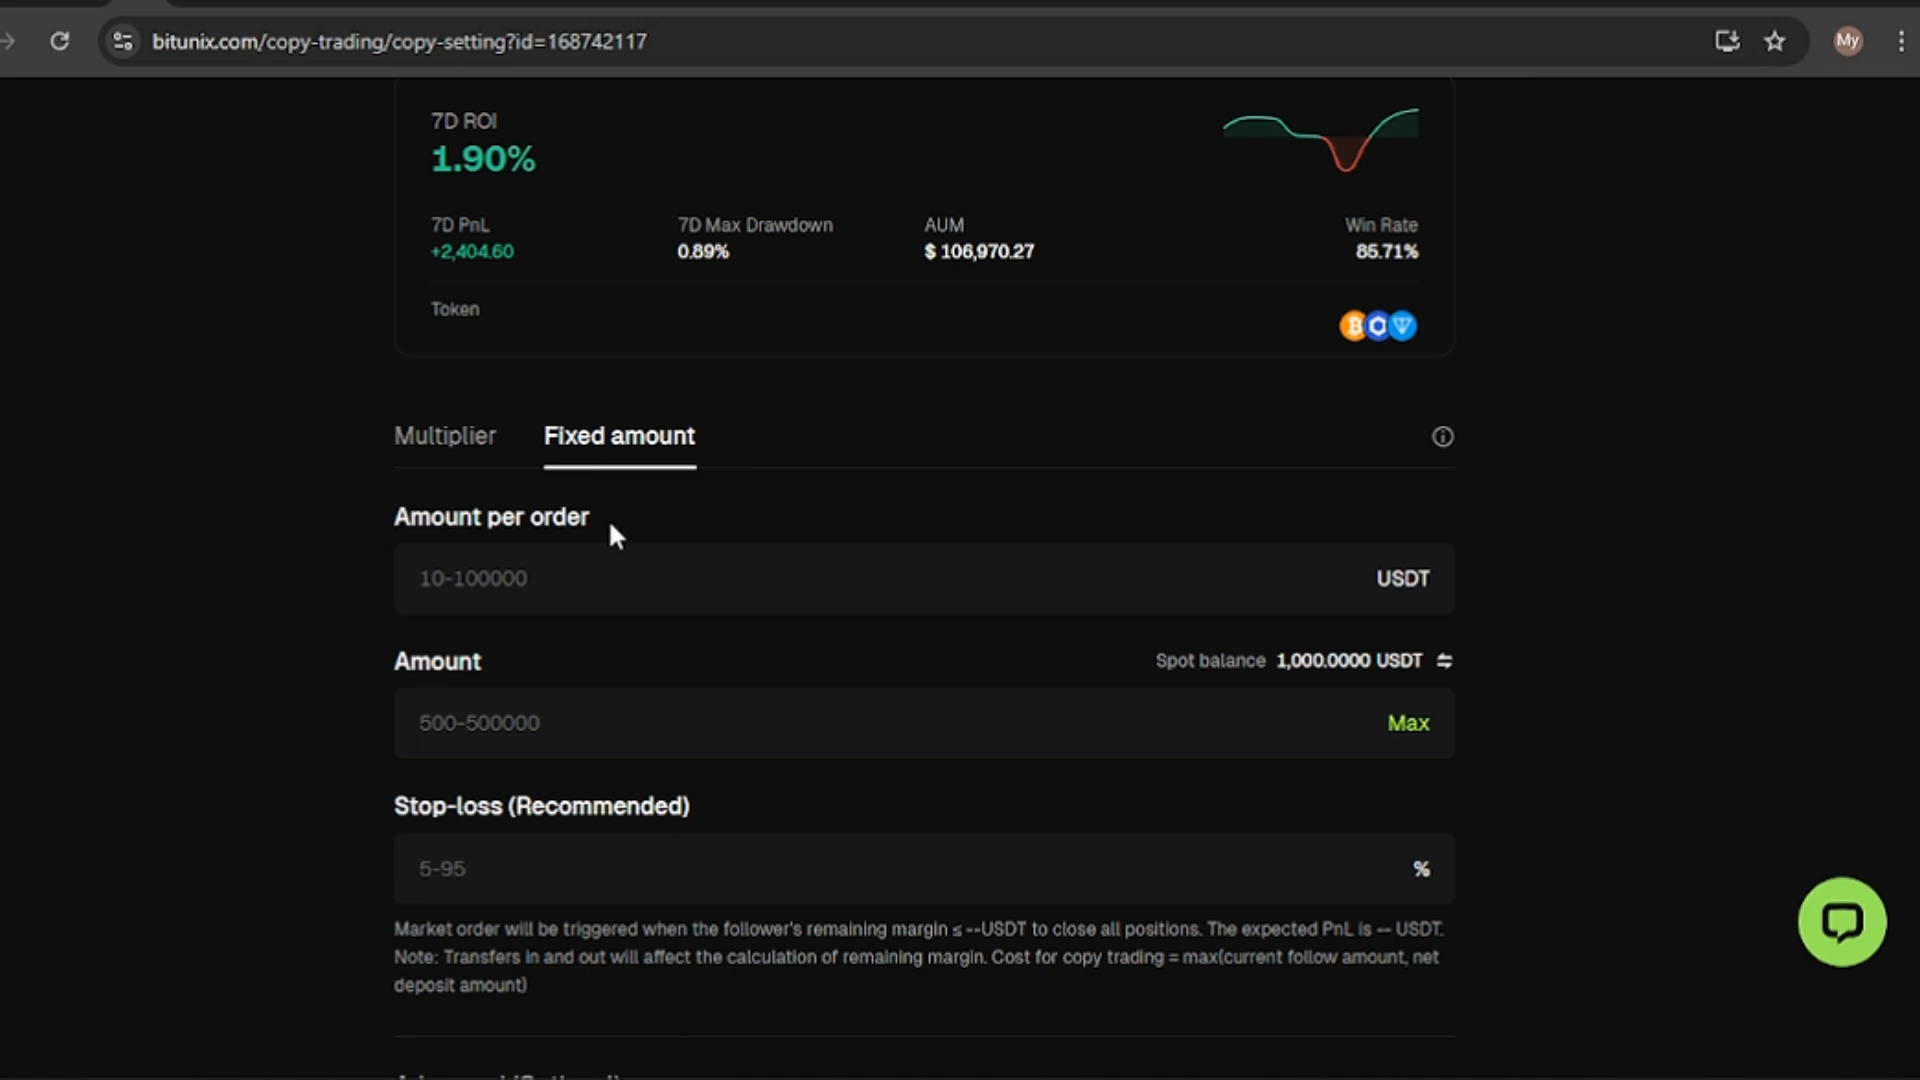 bitunix.com/copy-trading/copy-setting?id=168742117
My
7D ROI
1.90%
7D PnL
7D Max Drawdown
AUM
Win Rate
+2,404.60
0.89%
$ 106,970.27
85.71%
Token
Multiplier
Fixed amount
Amount per order
10-100000
USDT
Amount
Spot balance 1,000.0000 USDT
500-500000
Max
Stop-loss (Recommended)
5-95
%
Market order will be triggered when the follower's remaining margin ≤ --USDT to close all positions. The expected PnL is -- USDT.
Note: Transfers in and out will affect the calculation of remaining margin. Cost for copy trading = max(current follow amount, net
deposit amount)